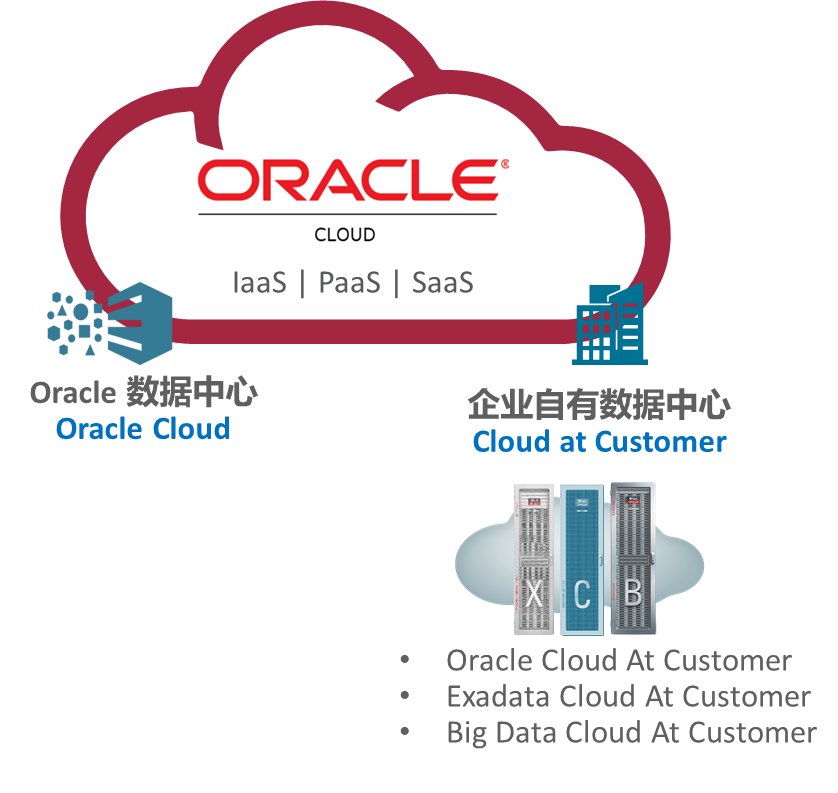 ORACLE®
CLOUD
IaaS | PaaS | SaaS
Oracle 数据中心
Oracle Cloud
企业自有数据中心
Cloud at Customer
X C B
• Oracle Cloud At Customer
• Exadata Cloud At Customer
• Big Data Cloud At Customer